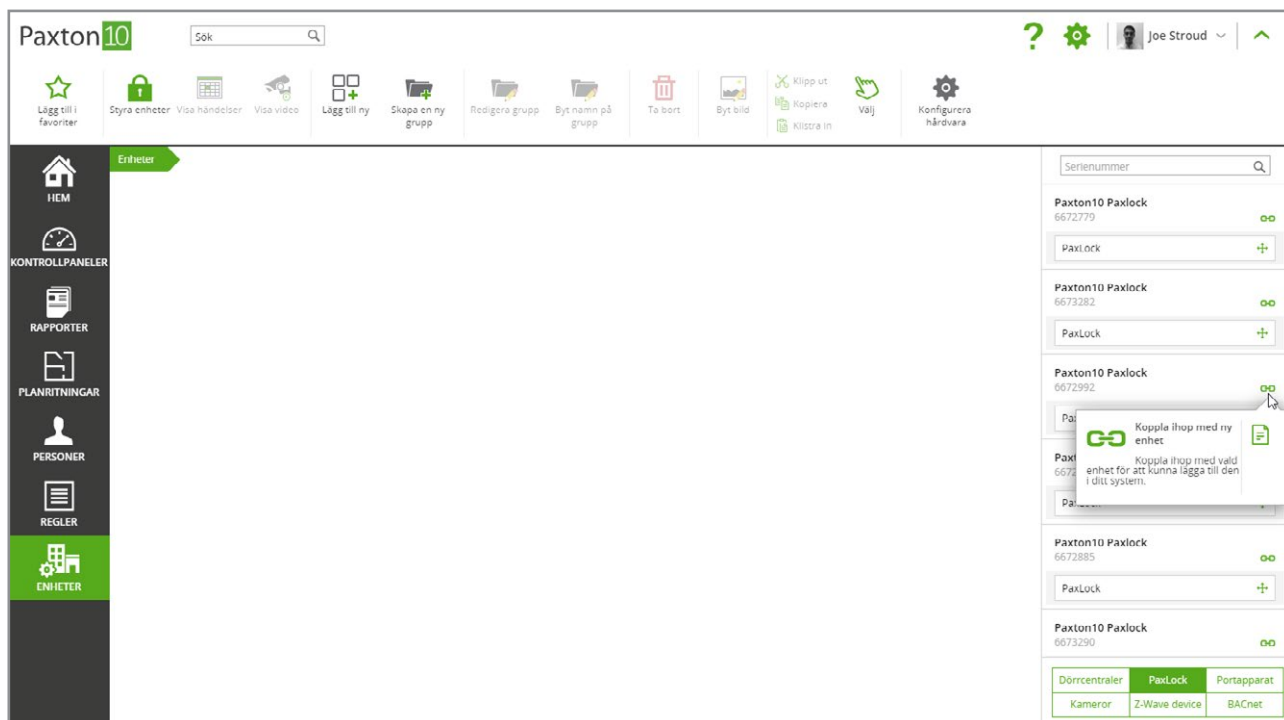 Paxton10
Sök
?
Joe Stroud
Lägg till i
favoriter
Styra enheter
Visa händelser
Visa video
Lägg till ny
Skapa en ny
grupp
Redigera grupp
Byt namn på
grupp
Ta bort
Byt bild
Klipp ut
Kopiera
Klistra in
Välj
Konfigurera
hårdvara
HEM
KONTROLLPANELER
RAPPORTER
PLANRITNINGAR
PERSONER
REGLER
ENHETER
Enheter
Serienummer
Paxton10 Paxlock
6672779
PaxLock
Paxton10 Paxlock
6673282
PaxLock
Paxton10 Paxlock
6672992
Koppla ihop med ny
enhet
Koppla ihop med vald
enhet för att kunna lägga till den
i ditt system.
Paxton10 Paxlock
6672885
PaxLock
Paxton10 Paxlock
6673290
Dörrcentraler
PaxLock
Portapparat
Kameror
Z-Wave device
BACnet